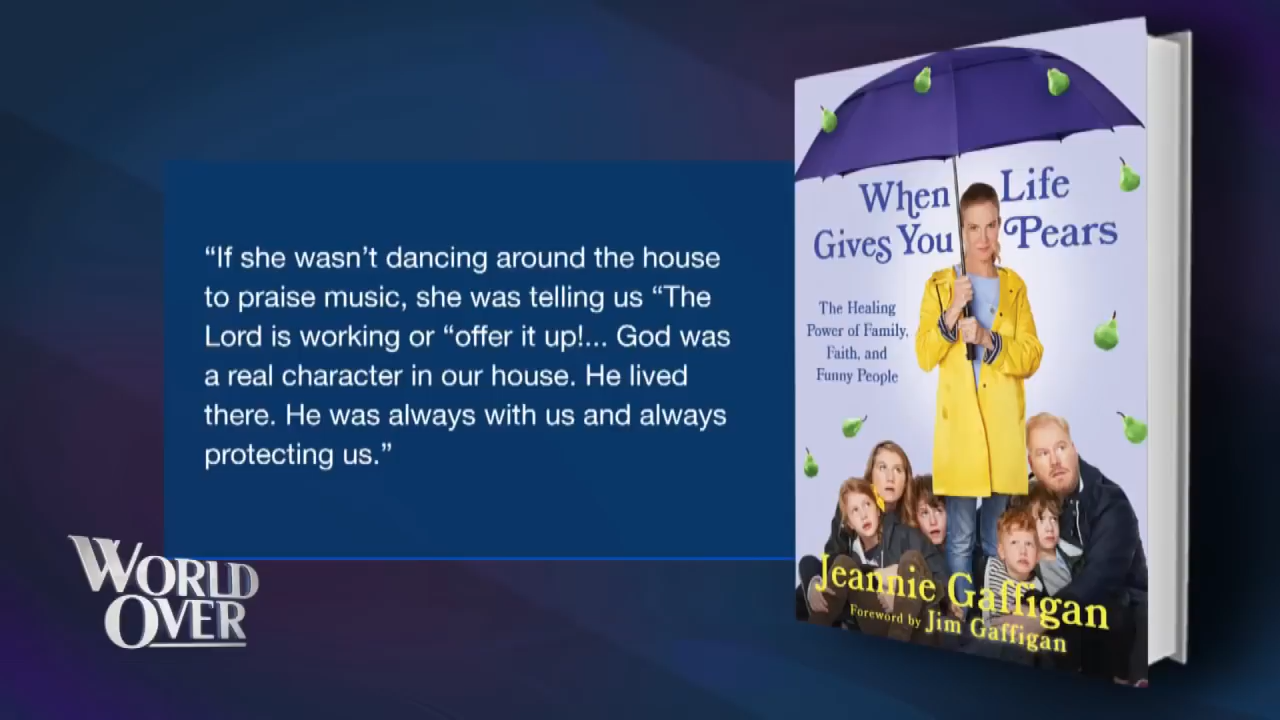 “If she wasn’t dancing around the house
to praise music, she was telling us “The
Lord is working or “offer it up!... God was
a real character in our house. He lived
there. He was always with us and always
protecting us.”
WORLD
OVER
When Life
Gives You Pears
The Healing
Power of Family,
Faith, and
Funny People
Jeannie Gaffigan
Foreword by Jim Gaffigan